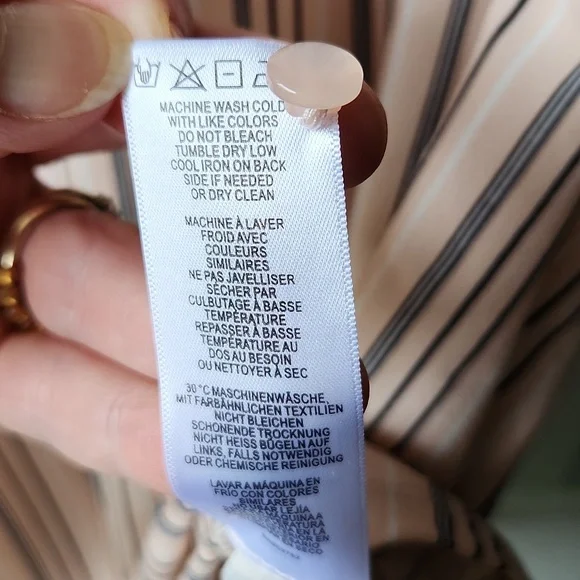 MACHINE WASH COLD
WITH LIKE COLORS
DO NOT BLEACH
TUMBLE DRY LOW
COOL IRON ON BACK
SIDE IF NEEDED
OR DRY CLEAN
MACHINE À LAVER
FROID AVEC
COULEURS
SIMILAIRES
NE PAS JAVELLISER
SÉCHER PAR
CULBUTAGE À BASSE
TEMPÉRATURE
REPASSER À BASSE
TEMPÉRATURE AU
DOS AU BESOIN
OU NETTOYER À SEC
30 °C MASCHINENWÄSCHE,
MIT FARBÄHNLICHEN TEXTILIEN
NICHT BLEICHEN
SCHONENDE TROCKNUNG
NICHT HEISS BÜGELN AUF
LINKS, FALLS NOTWENDIG
ODER CHEMISCHE REINIGUNG
LAVAR A MÁQUINA EN
FRÍO CON COLORES
SIMILARES
LEJÍA